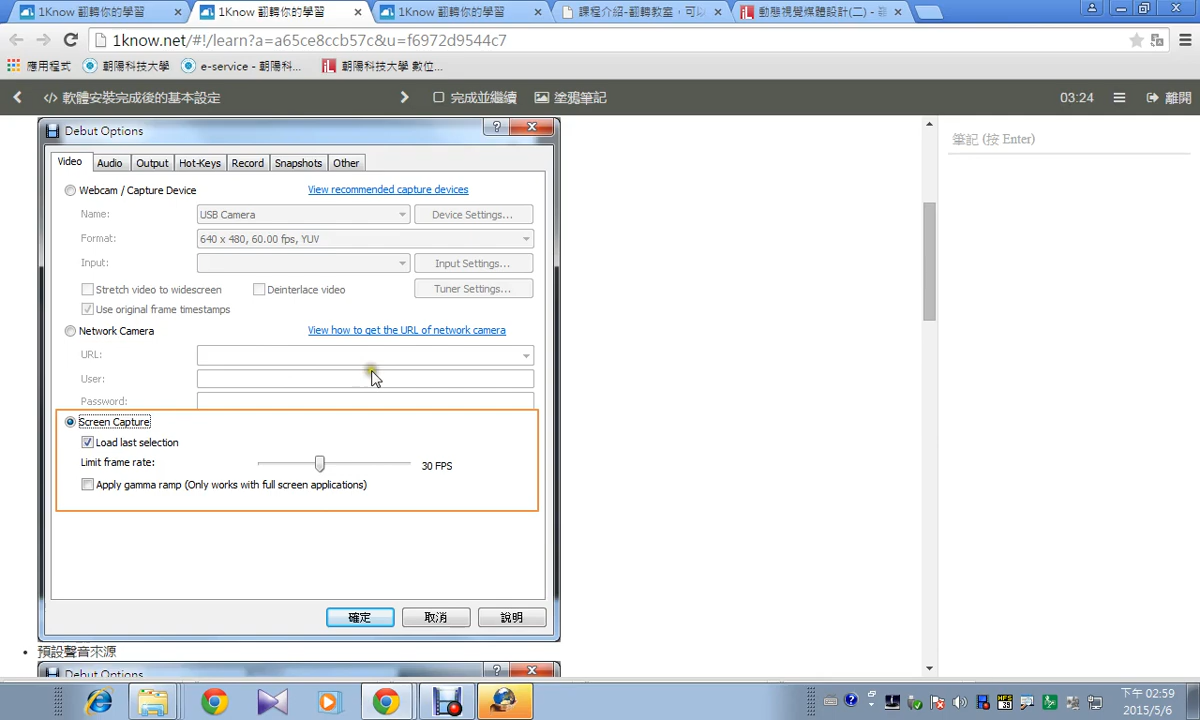 1Know 翻轉你的學習
1Know 翻轉你的學習
1Know 翻轉你的學習
課程介紹-翻轉教室，可以
動態視覺媒體設計(二) -
1know.net/#!/learn?a=a65ce8ccb57c&u=f6972d9544c7
應用程式 朝陽科技大學 e-service - 朝陽科... 朝陽科技大學 數位...
軟體安裝完成後的基本設定 完成並繼續 塗鴉筆記 03:24 離開
筆記 (按 Enter)
Debut Options
Video Audio Output Hot-Keys Record Snapshots Other
Webcam / Capture Device View recommended capture devices
Name: USB Camera Device Settings...
Format: 640 x 480, 60.00 fps, YUV
Input: Input Settings...
Stretch video to widescreen Deinterlace video Tuner Settings...
Use original frame timestamps
Network Camera View how to get the URL of network camera
URL:
User:
Password:
Screen Capture
Load last selection
Limit frame rate: 30 FPS
Apply gamma ramp (Only works with full screen applications)
確定 取消 說明
預設聲音來源
Debut Options
下午 02:59
2015/5/6